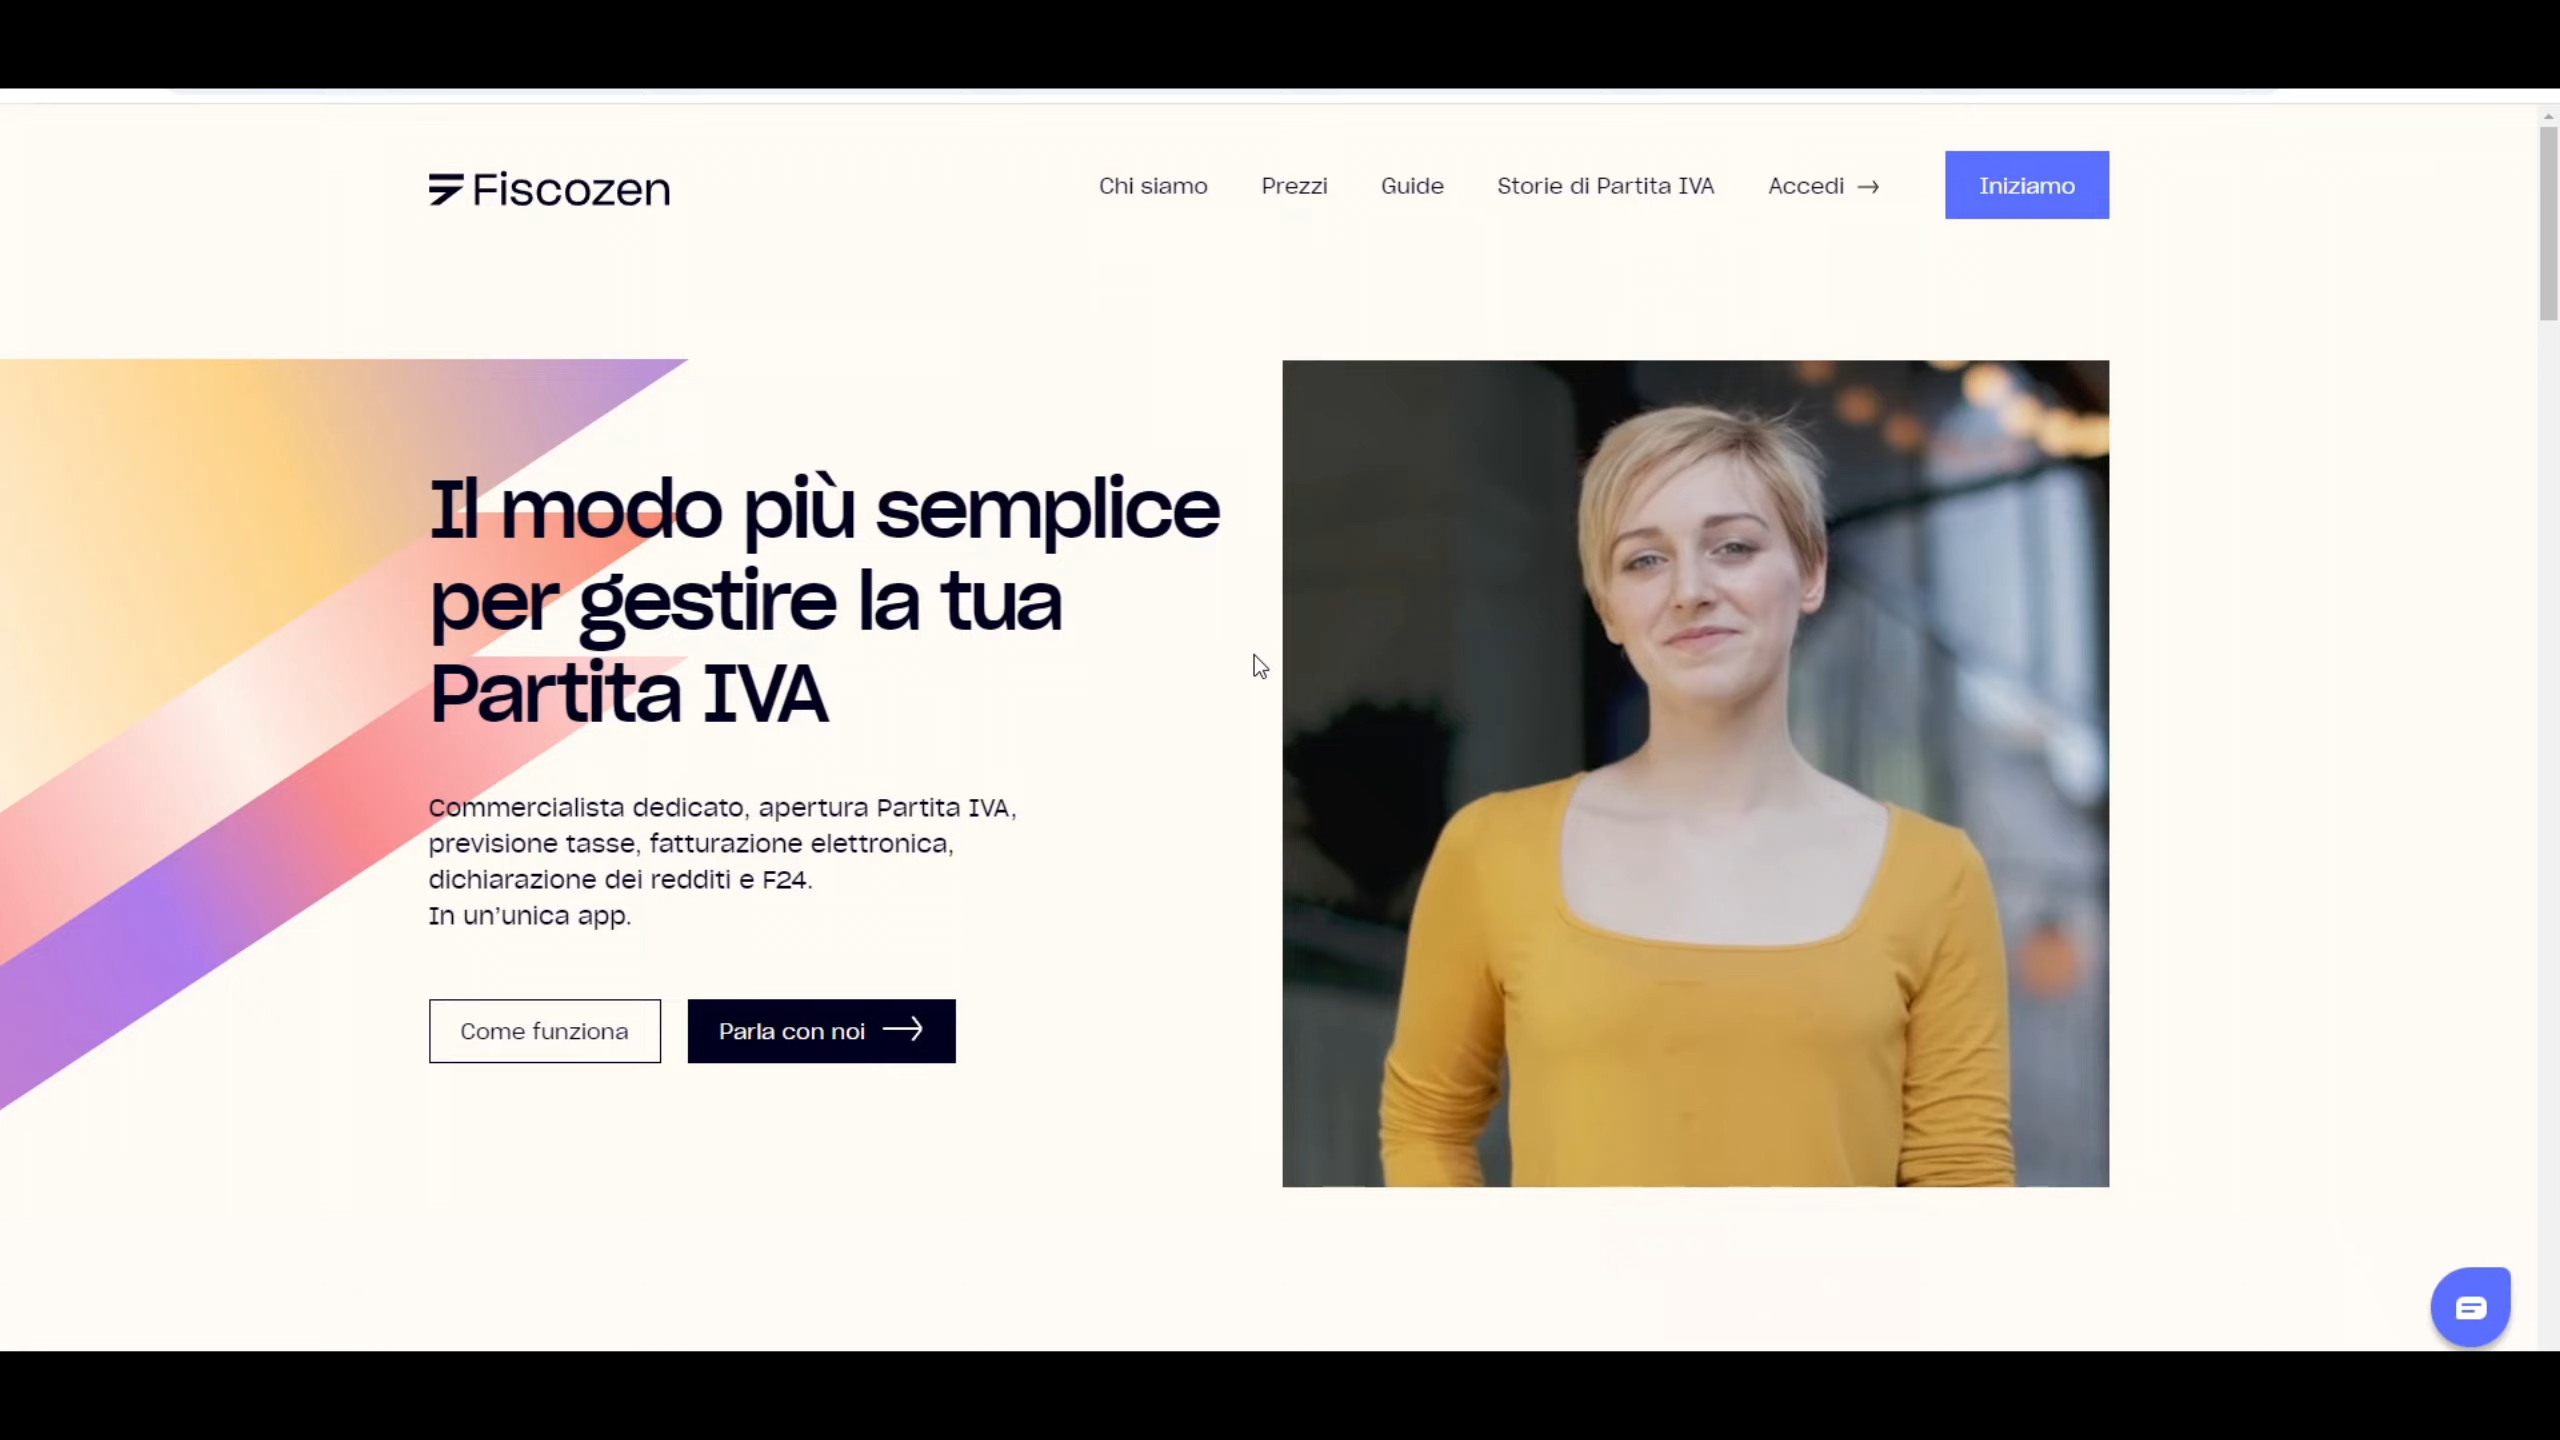 Fiscozen
Chi siamo
Prezzi
Guide
Storie di Partita IVA
Accedi →
Iniziamo
Il modo più semplice
per gestire la tua
Partita IVA
Commercialista dedicato, apertura Partita IVA,
previsione tasse, fatturazione elettronica,
dichiarazione dei redditi e F24.
In un’unica app.
Come funziona
Parla con noi →